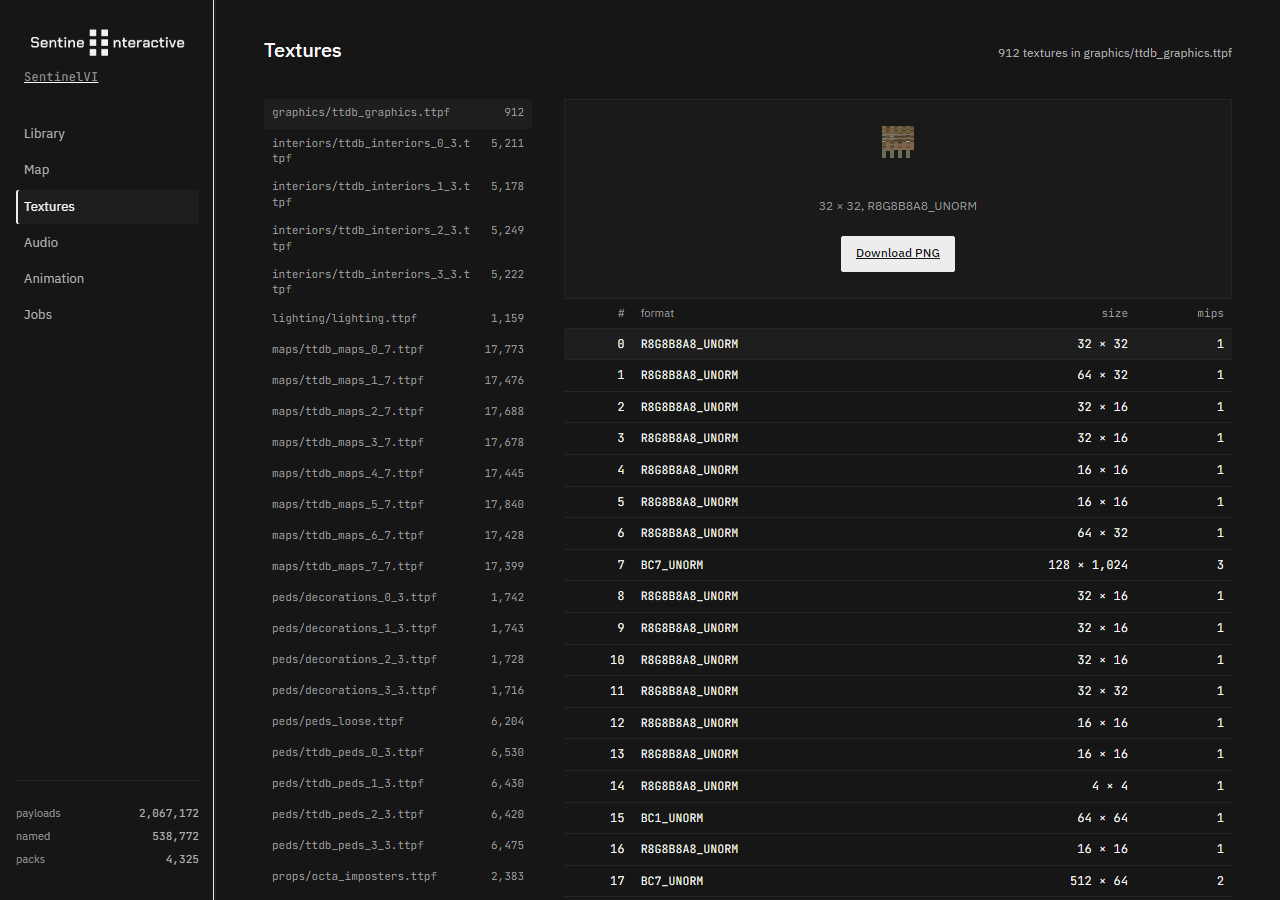 Sentine nteractive
SentinelVI
Library
Map
Textures
Audio
Animation
Jobs
payloads 2,067,172
named 538,772
packs 4,325
Textures
912 textures in graphics/ttdb_graphics.ttpf
graphics/ttdb_graphics.ttpf 912
interiors/ttdb_interiors_0_3.t 5,211
tpf
interiors/ttdb_interiors_1_3.t 5,178
tpf
interiors/ttdb_interiors_2_3.t 5,249
tpf
interiors/ttdb_interiors_3_3.t 5,222
tpf
lighting/lighting.ttpf 1,159
maps/ttdb_maps_0_7.ttpf 17,773
maps/ttdb_maps_1_7.ttpf 17,476
maps/ttdb_maps_2_7.ttpf 17,688
maps/ttdb_maps_3_7.ttpf 17,678
maps/ttdb_maps_4_7.ttpf 17,445
maps/ttdb_maps_5_7.ttpf 17,840
maps/ttdb_maps_6_7.ttpf 17,428
maps/ttdb_maps_7_7.ttpf 17,399
peds/decorations_0_3.ttpf 1,742
peds/decorations_1_3.ttpf 1,743
peds/decorations_2_3.ttpf 1,728
peds/decorations_3_3.ttpf 1,716
peds/peds_loose.ttpf 6,204
peds/ttdb_peds_0_3.ttpf 6,530
peds/ttdb_peds_1_3.ttpf 6,430
peds/ttdb_peds_2_3.ttpf 6,420
peds/ttdb_peds_3_3.ttpf 6,475
props/octa_imposters.ttpf 2,383
32 × 32, R8G8B8A8_UNORM
Download PNG
# format size mips
0 R8G8B8A8_UNORM 32 × 32 1
1 R8G8B8A8_UNORM 64 × 32 1
2 R8G8B8A8_UNORM 32 × 16 1
3 R8G8B8A8_UNORM 32 × 16 1
4 R8G8B8A8_UNORM 16 × 16 1
5 R8G8B8A8_UNORM 16 × 16 1
6 R8G8B8A8_UNORM 64 × 32 1
7 BC7_UNORM 128 × 1,024 3
8 R8G8B8A8_UNORM 32 × 16 1
9 R8G8B8A8_UNORM 32 × 16 1
10 R8G8B8A8_UNORM 32 × 16 1
11 R8G8B8A8_UNORM 32 × 32 1
12 R8G8B8A8_UNORM 16 × 16 1
13 R8G8B8A8_UNORM 16 × 16 1
14 R8G8B8A8_UNORM 4 × 4 1
15 BC1_UNORM 64 × 64 1
16 R8G8B8A8_UNORM 16 × 16 1
17 BC7_UNORM 512 × 64 2